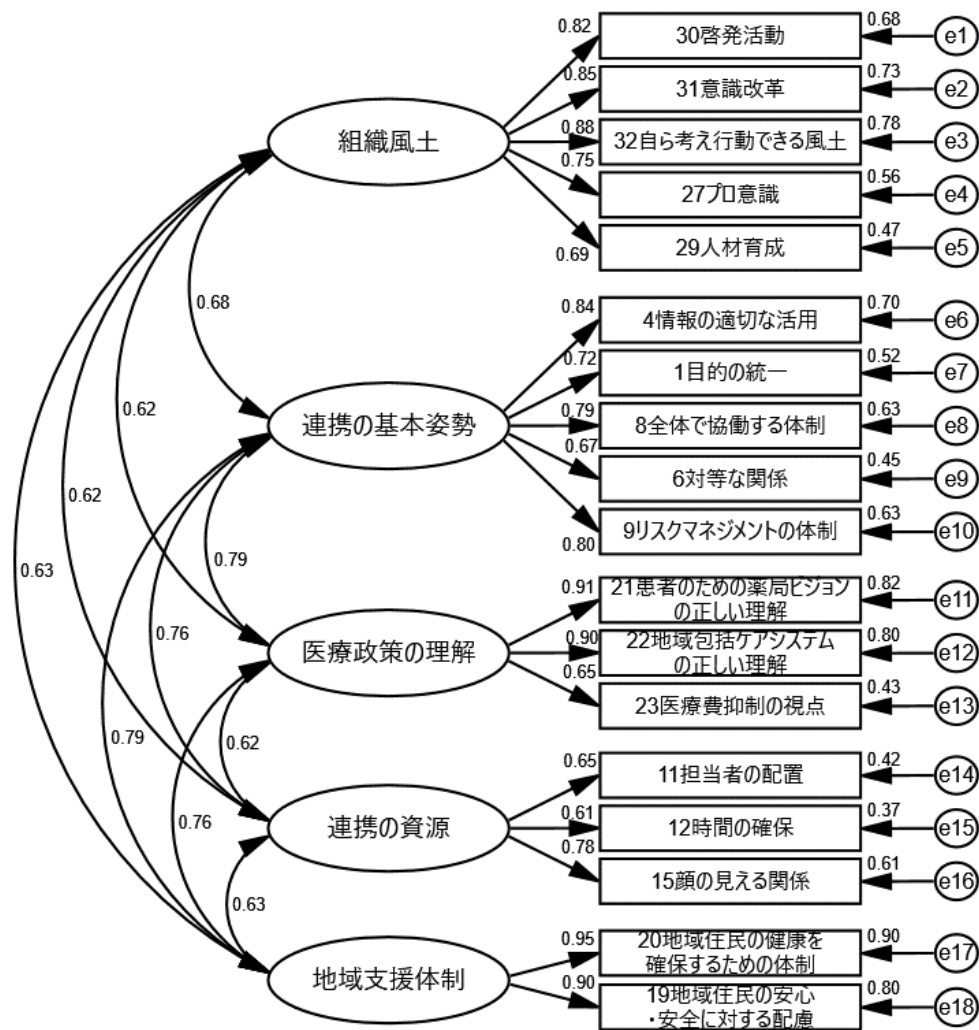 0.82
30啓発活動
0.68
e1
0.85
31意識改革
0.73
e2
組織風土
0.88
32自ら考え行動できる風土
0.78
e3
0.75
27プロ意識
0.56
e4
0.69
29人材育成
0.47
e5
0.68
0.84
4情報の適切な活用
0.70
e6
0.72
1目的の統一
0.52
e7
連携の基本姿勢
0.79
8全体で協働する体制
0.63
e8
0.67
6対等な関係
0.45
e9
0.80
9リスクマネジメントの体制
0.63
e10
0.62
0.62
0.63
0.79
0.91
21患者のための薬局ビジョン
の正しい理解
0.82
e11
医療政策の理解
0.90
22地域包括ケアシステム
の正しい理解
0.80
e12
0.65
23医療費抑制の視点
0.43
e13
0.76
0.79
0.62
0.65
11担当者の配置
0.42
e14
連携の資源
0.61
12時間の確保
0.37
e15
0.78
15顔の見える関係
0.61
e16
0.76
0.63
0.95
20地域住民の健康を
確保するための体制
0.90
e17
地域支援体制
0.90
19地域住民の安心
・安全に対する配慮
0.80
e18